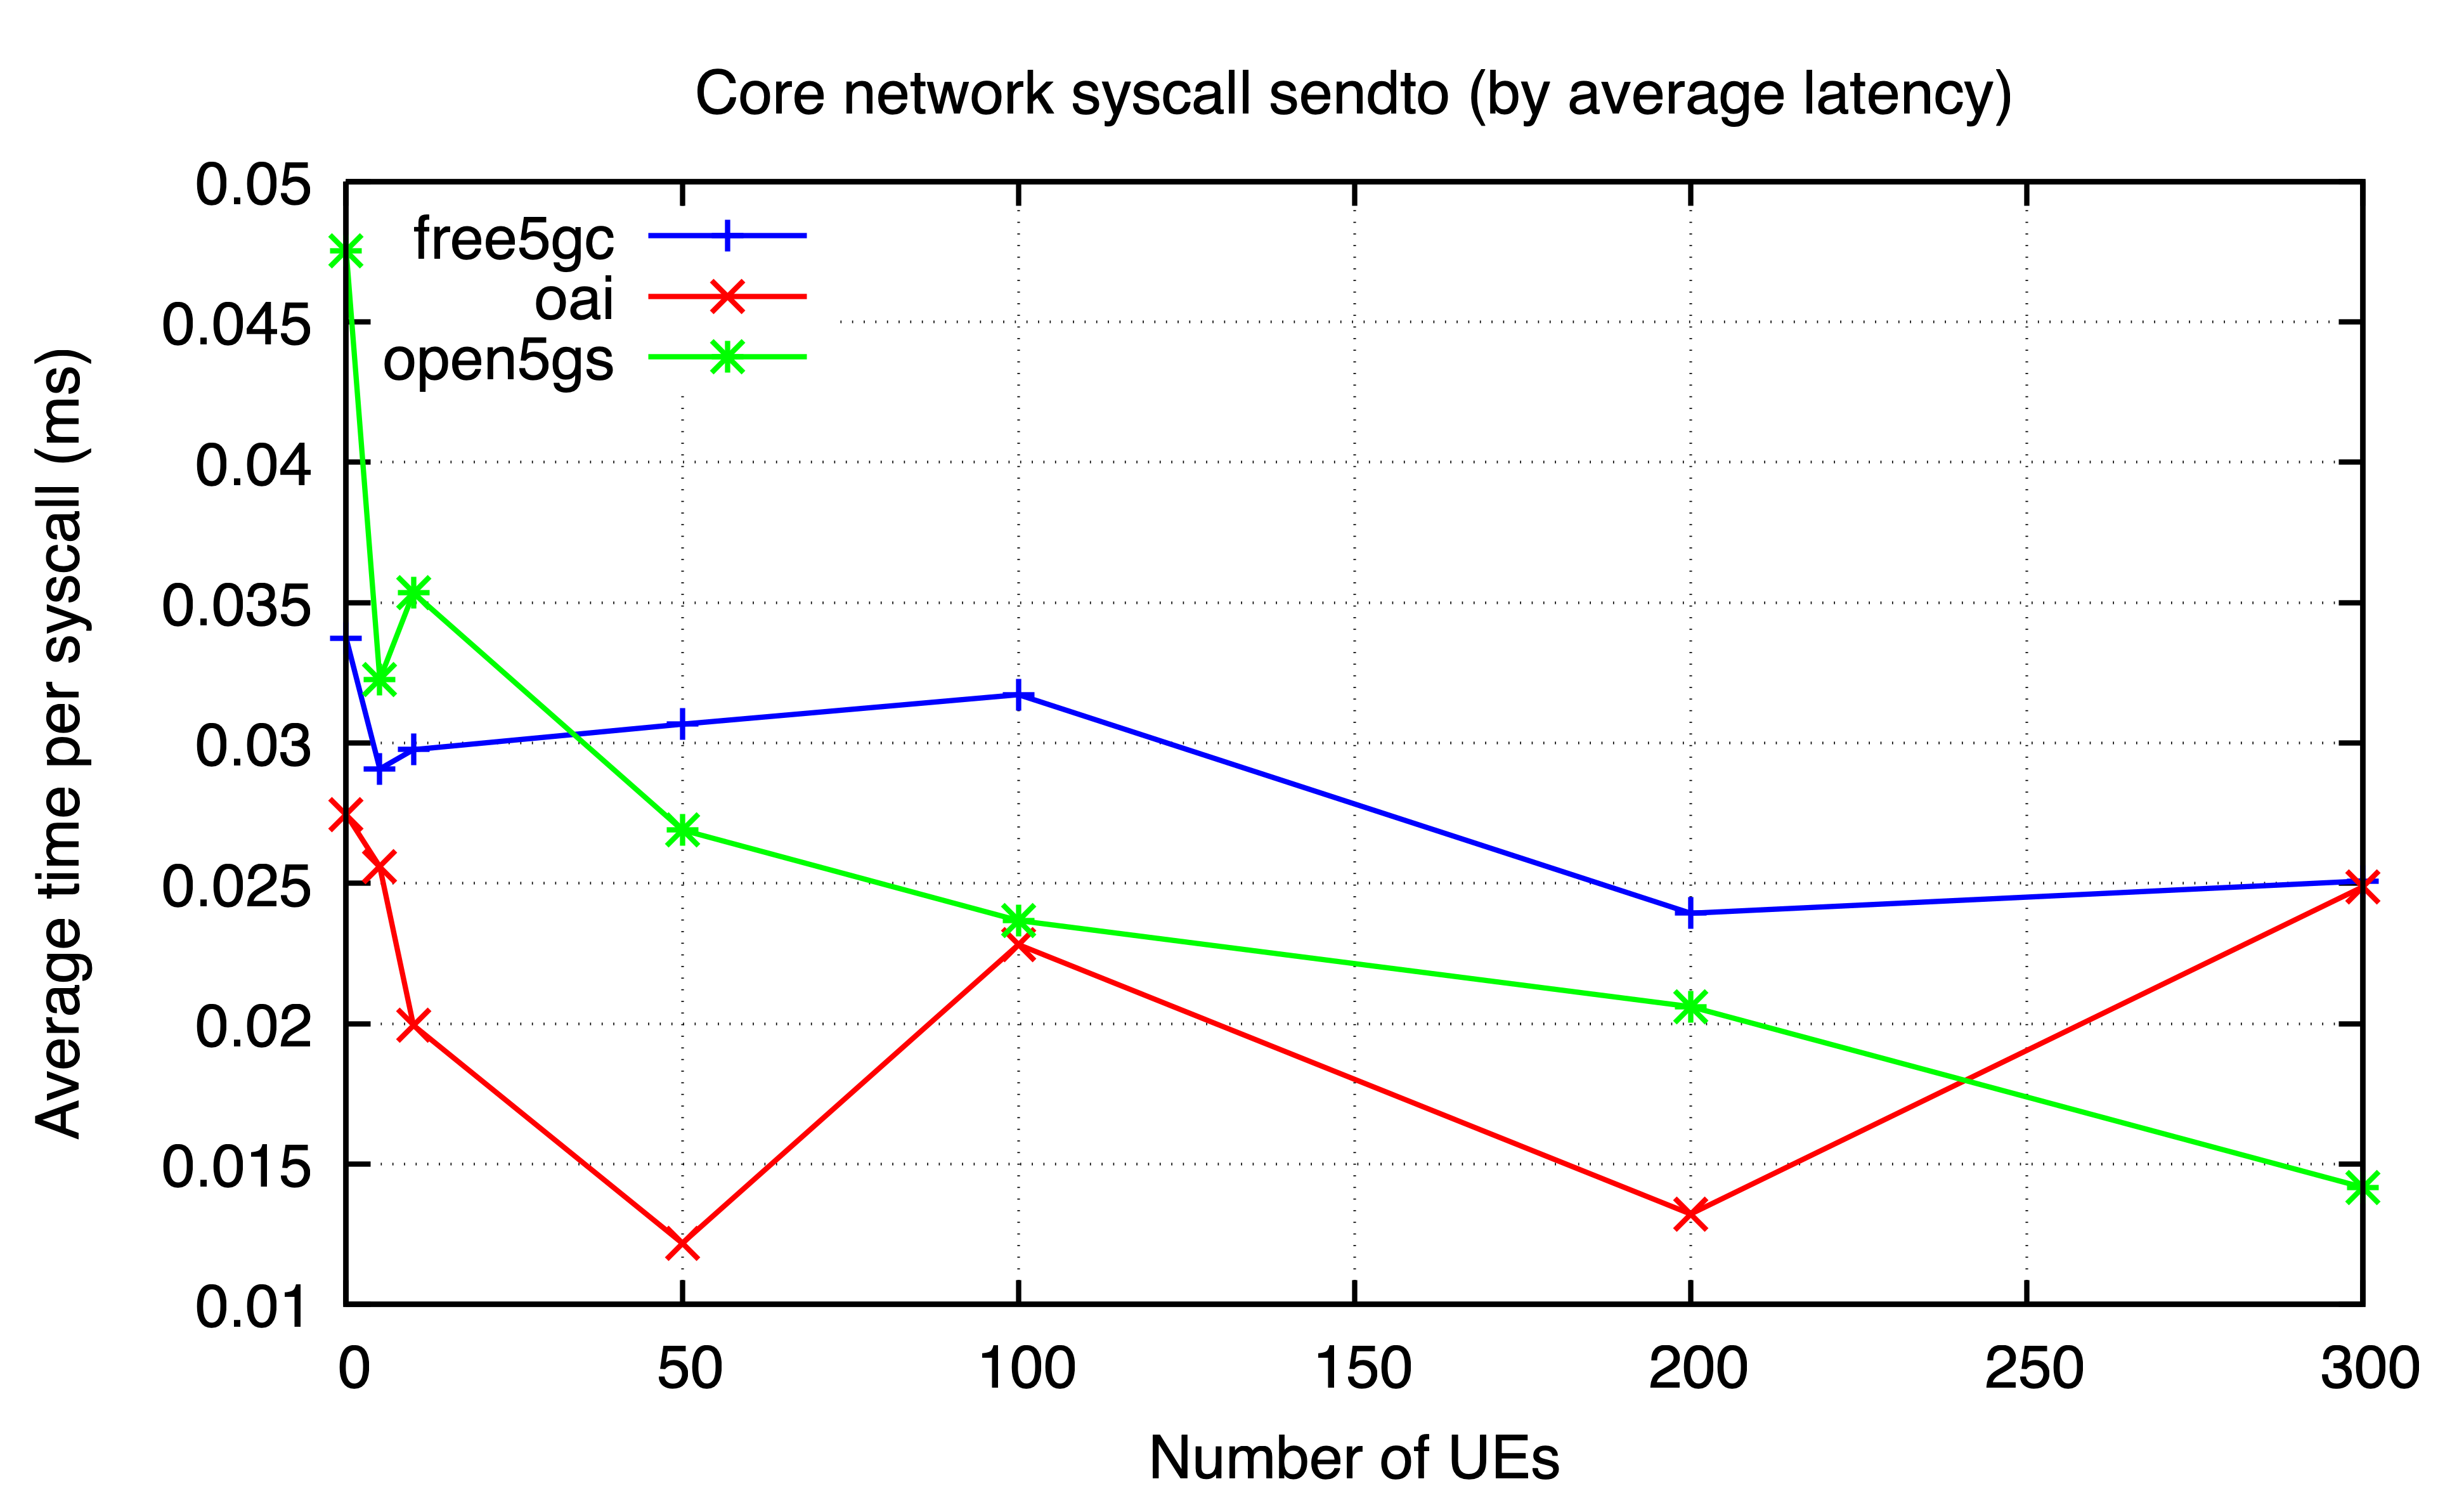 Core network syscall sendto (by average latency)
Average time per syscall (ms)
0.05
0.045
0.04
0.035
0.03
0.025
0.02
0.015
0.01
free5gc
oai
open5gs
0 50 100 150 200 250 300
Number of UEs